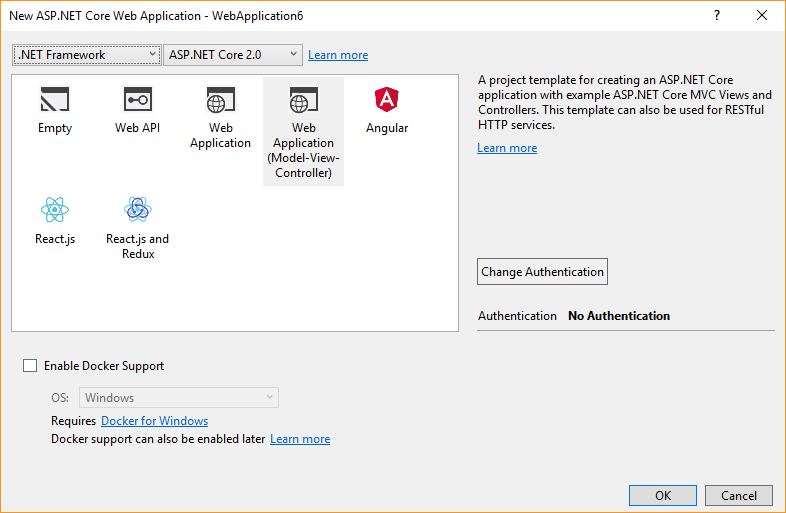 New ASP.NET Core Web Application - WebApplication6
.NET Framework
ASP.NET Core 2.0
Learn more
Empty
Web API
Web
Application
Web
Application
(Model-View-
Controller)
Angular
React.js
React.js and
Redux
A project template for creating an ASP.NET Core
application with example ASP.NET Core MVC Views and
Controllers. This template can also be used for RESTful
HTTP services.
Learn more
Change Authentication
Authentication No Authentication
Enable Docker Support
OS: Windows
Requires Docker for Windows
Docker support can also be enabled later Learn more
OK
Cancel